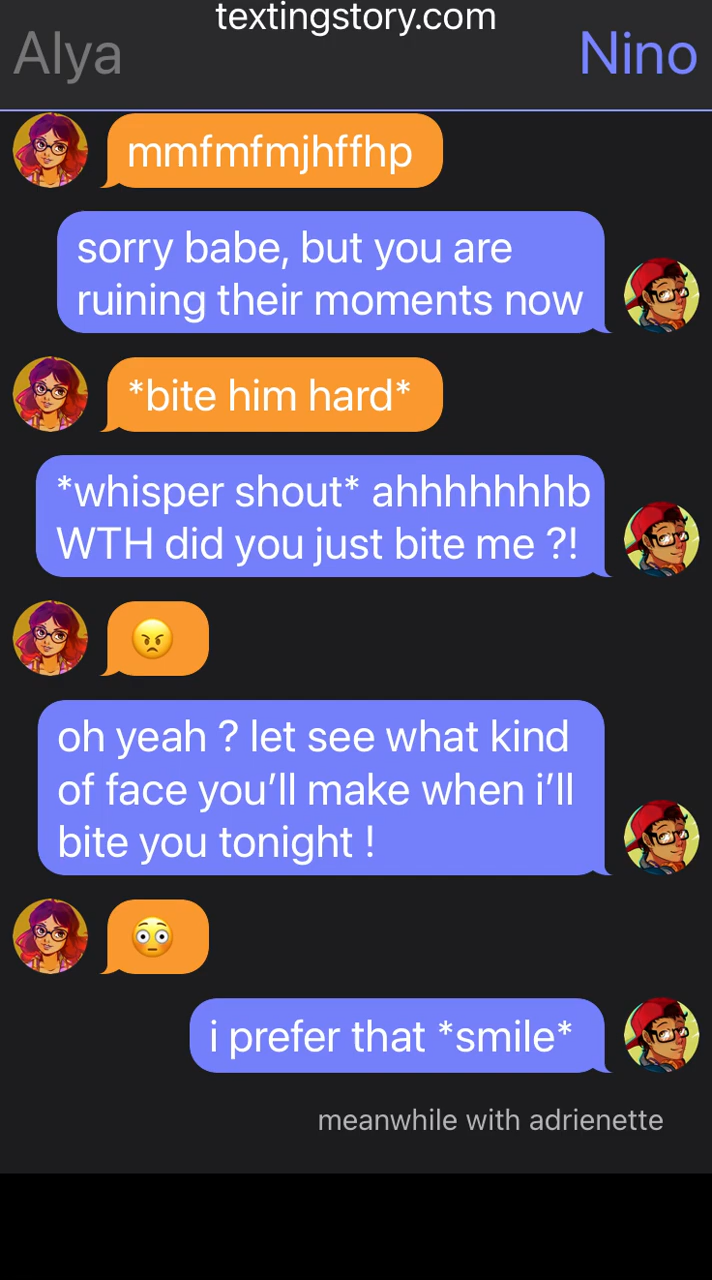 textingstory.com
Alya
Nino
mmfmfmjhffhp
sorry babe, but you are
ruining their moments now
*bite him hard*
*whisper shout* ahhhhhhhb
WTH did you just bite me ?!
😠
oh yeah ? let see what kind
of face you’ll make when i’ll
bite you tonight !
😳
i prefer that *smile*
meanwhile with adrienette